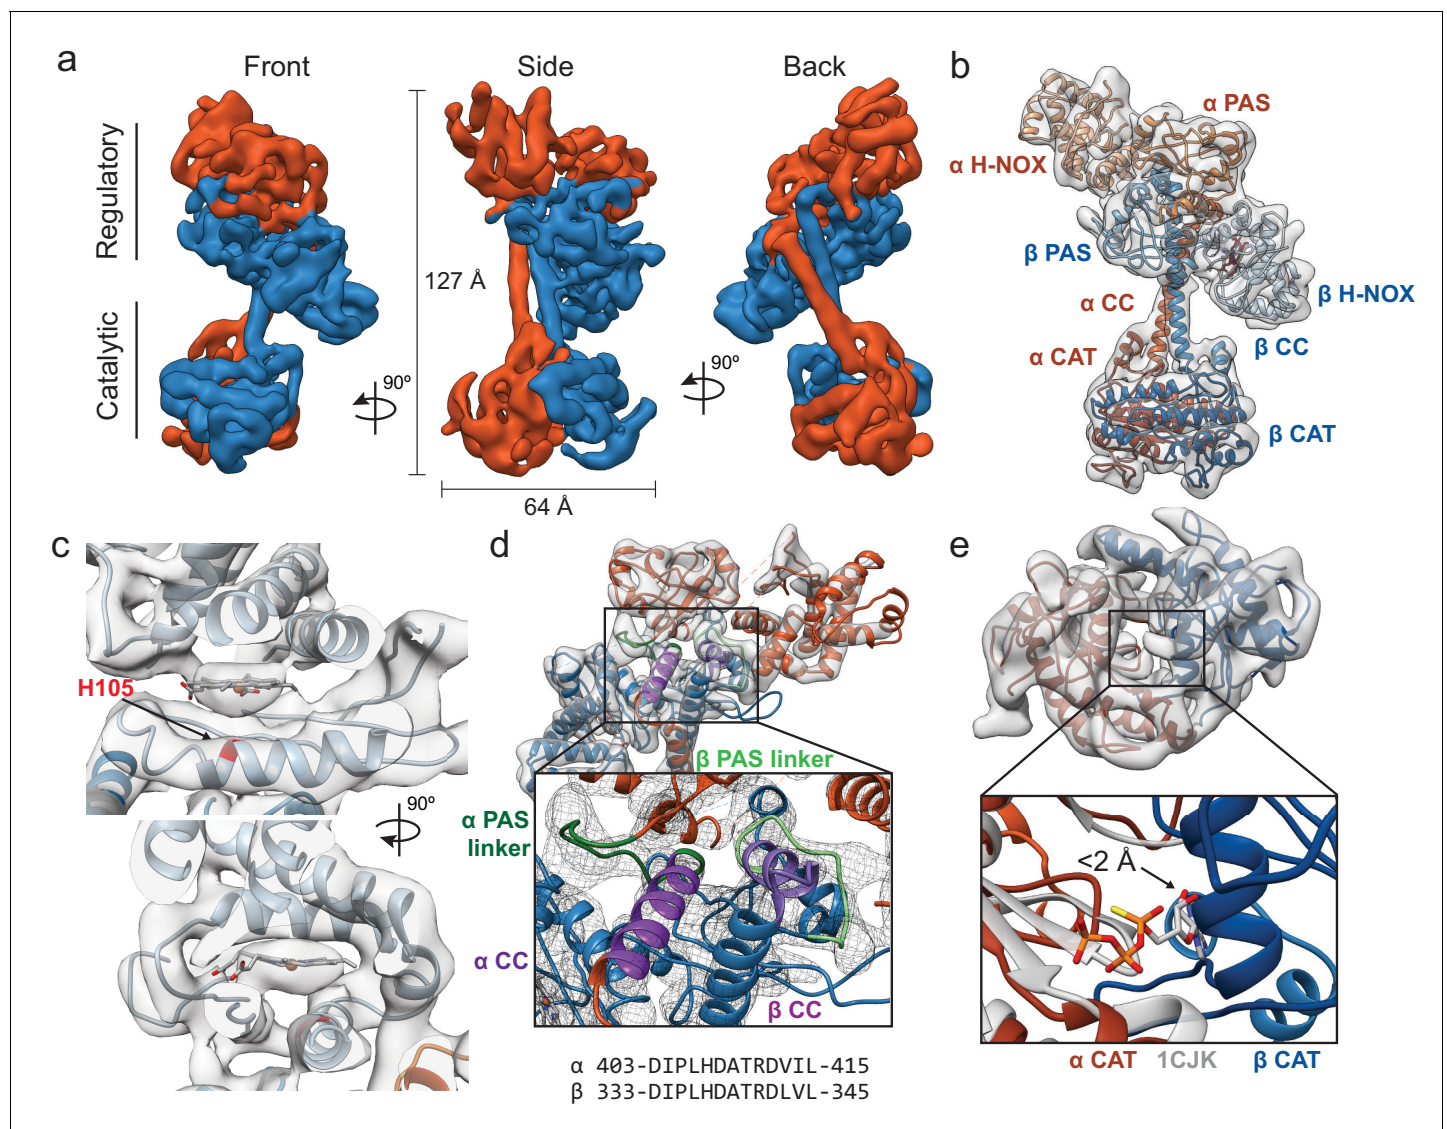 a
Front
Side
Back
Regulatory
Catalytic
127 Å
64 Å
90º
90º
b
α PAS
α H-NOX
β PAS
β H-NOX
α CC
β CC
α CAT
β CAT
c
H105
90º
d
β PAS linker
α PAS
linker
α CC
β CC
α 403-DIPLHDATRDVIL-415
β 333-DIPLHDATRDLVL-345
e
<2 Å
α CAT 1CJK β CAT